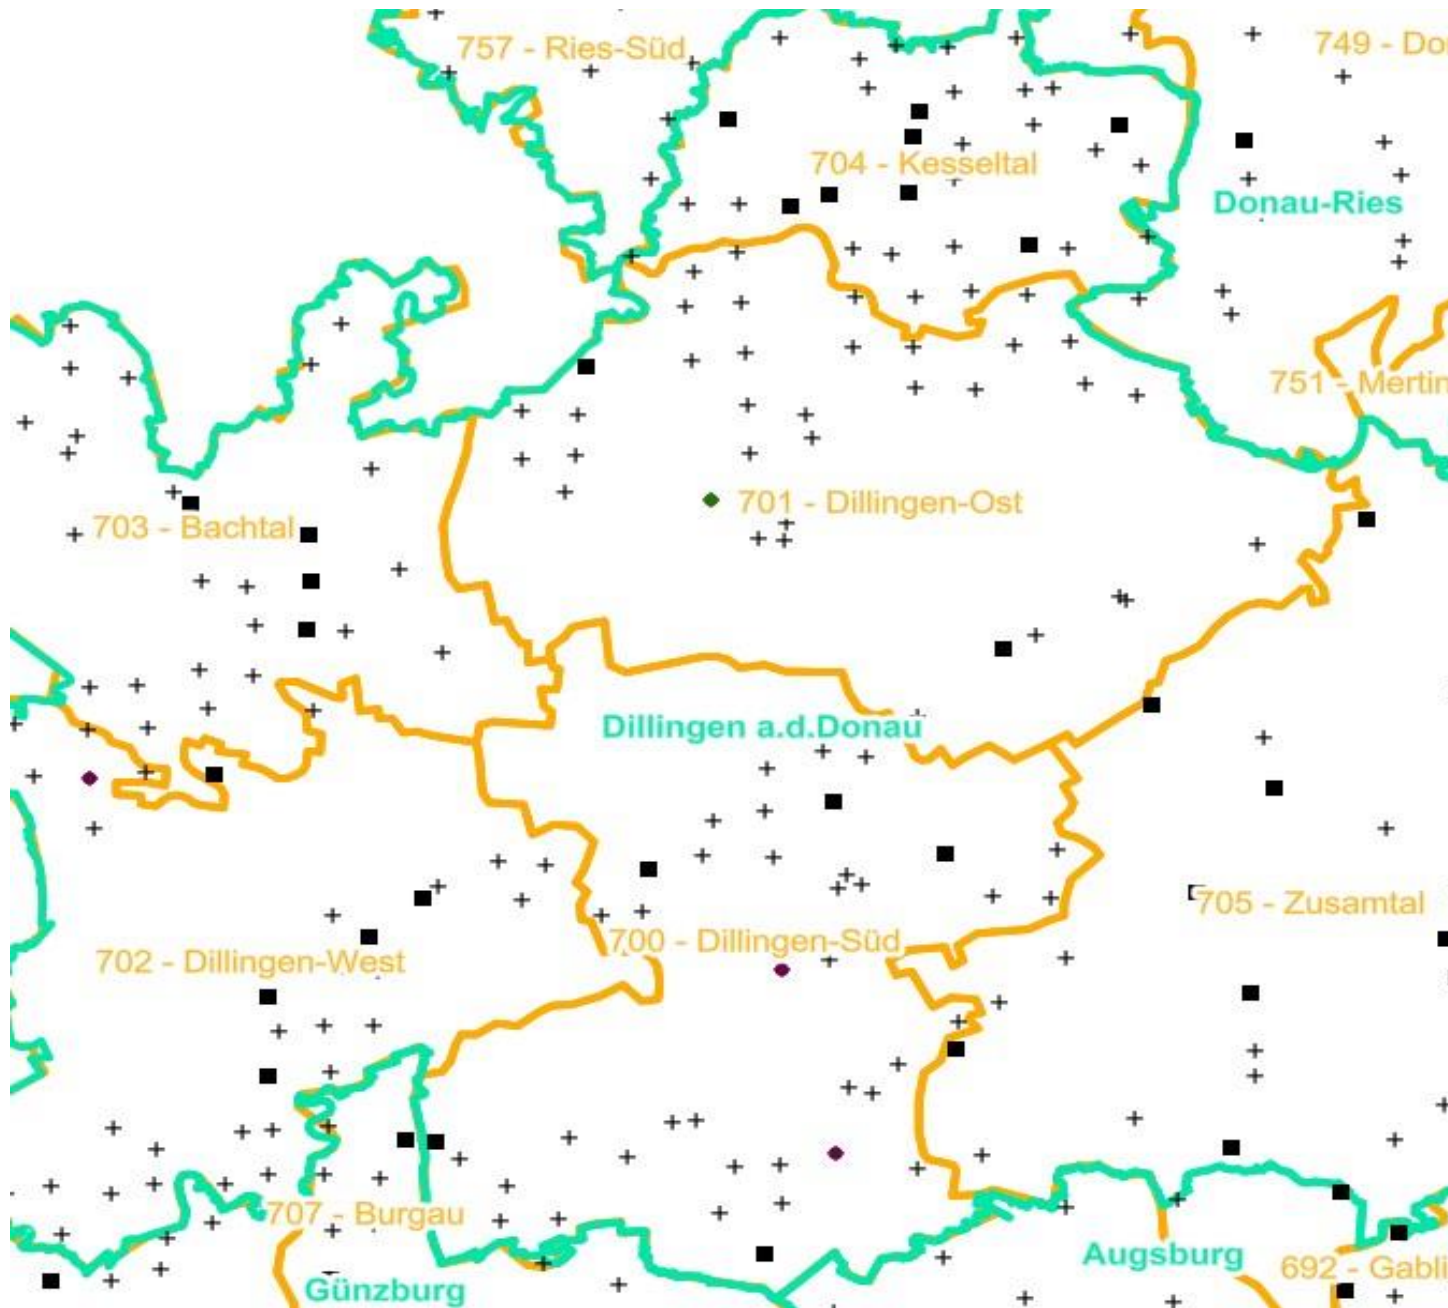 757 - Ries-Süd
749 - Do
704 - Kesseltal
Donau-Ries
751 - Mertin
701 - Dillingen-Ost
703 - Bachtal
Dillingen a.d.Donau
705 - Zusamtal
700 - Dillingen-Süd
702 - Dillingen-West
707 - Burgau
Augsburg
692 - Gabli
Günzburg